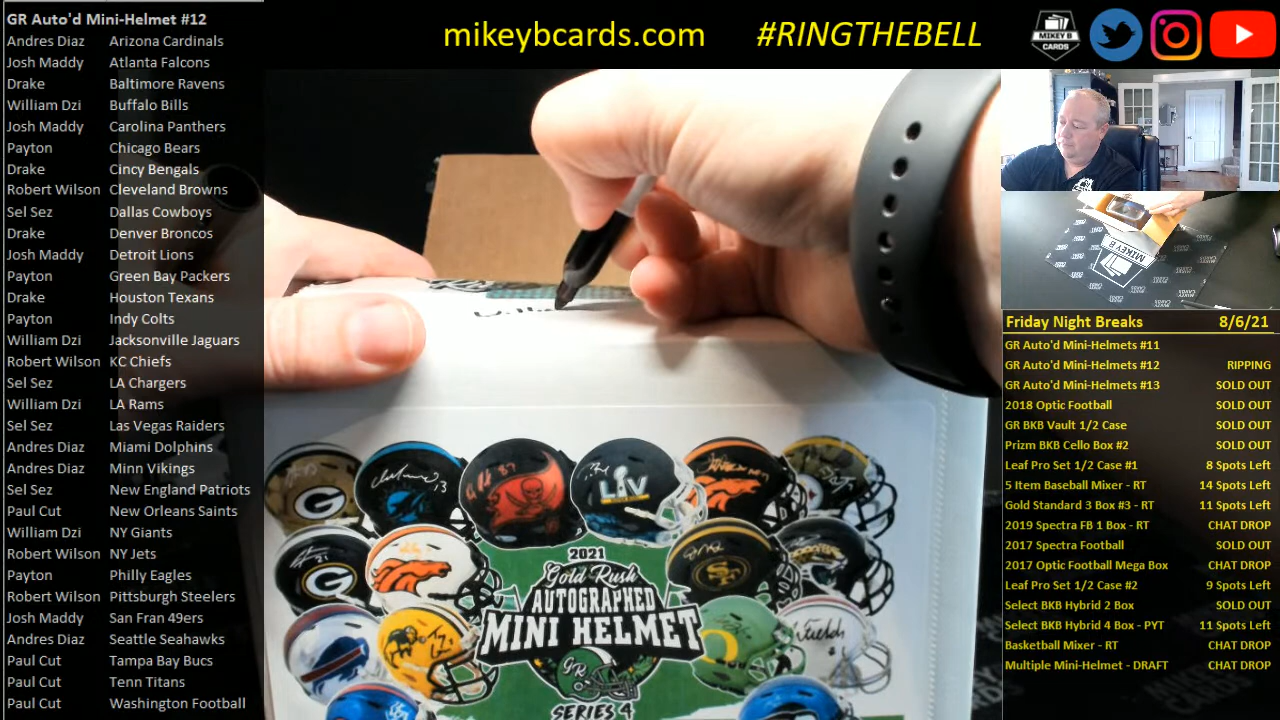 GR Auto'd Mini-Helmet #12
Andres Diaz Arizona Cardinals
Josh Maddy Atlanta Falcons
Drake Baltimore Ravens
William Dzi Buffalo Bills
Josh Maddy Carolina Panthers
Payton Chicago Bears
Drake Cincy Bengals
Robert Wilson Cleveland Browns
Sel Sez Dallas Cowboys
Drake Denver Broncos
Josh Maddy Detroit Lions
Payton Green Bay Packers
Drake Houston Texans
Payton Indy Colts
William Dzi Jacksonville Jaguars
Robert Wilson KC Chiefs
Sel Sez LA Chargers
William Dzi LA Rams
Sel Sez Las Vegas Raiders
Andres Diaz Miami Dolphins
Andres Diaz Minn Vikings
Sel Sez New England Patriots
Paul Cut New Orleans Saints
William Dzi NY Giants
Robert Wilson NY Jets
Payton Philly Eagles
Robert Wilson Pittsburgh Steelers
Josh Maddy San Fran 49ers
Andres Diaz Seattle Seahawks
Paul Cut Tampa Bay Bucs
Paul Cut Tenn Titans
Paul Cut Washington Football
mikeybcards.com #RINGTHEBELL
MIKEY B
CARDS
LIV
2021
Gold Rush
AUTOGRAPHED
MINI HELMET
GR
SERIES 4
MIKEY B
Friday Night Breaks 8/6/21
GR Auto'd Mini-Helmets #11
GR Auto'd Mini-Helmets #12 RIPPING
GR Auto'd Mini-Helmets #13 SOLD OUT
2018 Optic Football SOLD OUT
GR BKB Vault 1/2 Case SOLD OUT
Prizm BKB Cello Box #2 SOLD OUT
Leaf Pro Set 1/2 Case #1 8 Spots Left
5 Item Baseball Mixer - RT 14 Spots Left
Gold Standard 3 Box #3 - RT 11 Spots Left
2019 Spectra FB 1 Box - RT CHAT DROP
2017 Spectra Football SOLD OUT
2017 Optic Football Mega Box CHAT DROP
Leaf Pro Set 1/2 Case #2 9 Spots Left
Select BKB Hybrid 2 Box SOLD OUT
Select BKB Hybrid 4 Box - PYT 11 Spots Left
Basketball Mixer - RT CHAT DROP
Multiple Mini-Helmet - DRAFT CHAT DROP